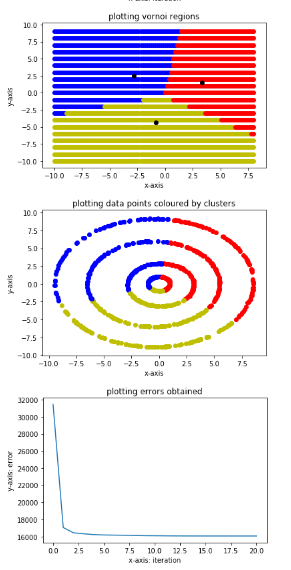 plotting vornoi regions
y-axis
10.0
7.5
5.0
2.5
0.0
−2.5
−5.0
−7.5
−10.0
−10.0 −7.5 −5.0 −2.5 0.0 2.5 5.0 7.5
x-axis
plotting data points coloured by clusters
y-axis
10.0
7.5
5.0
2.5
0.0
−2.5
−5.0
−7.5
−10.0
−10.0 −7.5 −5.0 −2.5 0.0 2.5 5.0 7.5
x-axis
plotting errors obtained
y-axis: error
32000
30000
28000
26000
24000
22000
20000
18000
16000
0.0 2.5 5.0 7.5 10.0 12.5 15.0 17.5 20.0
x-axis: iteration